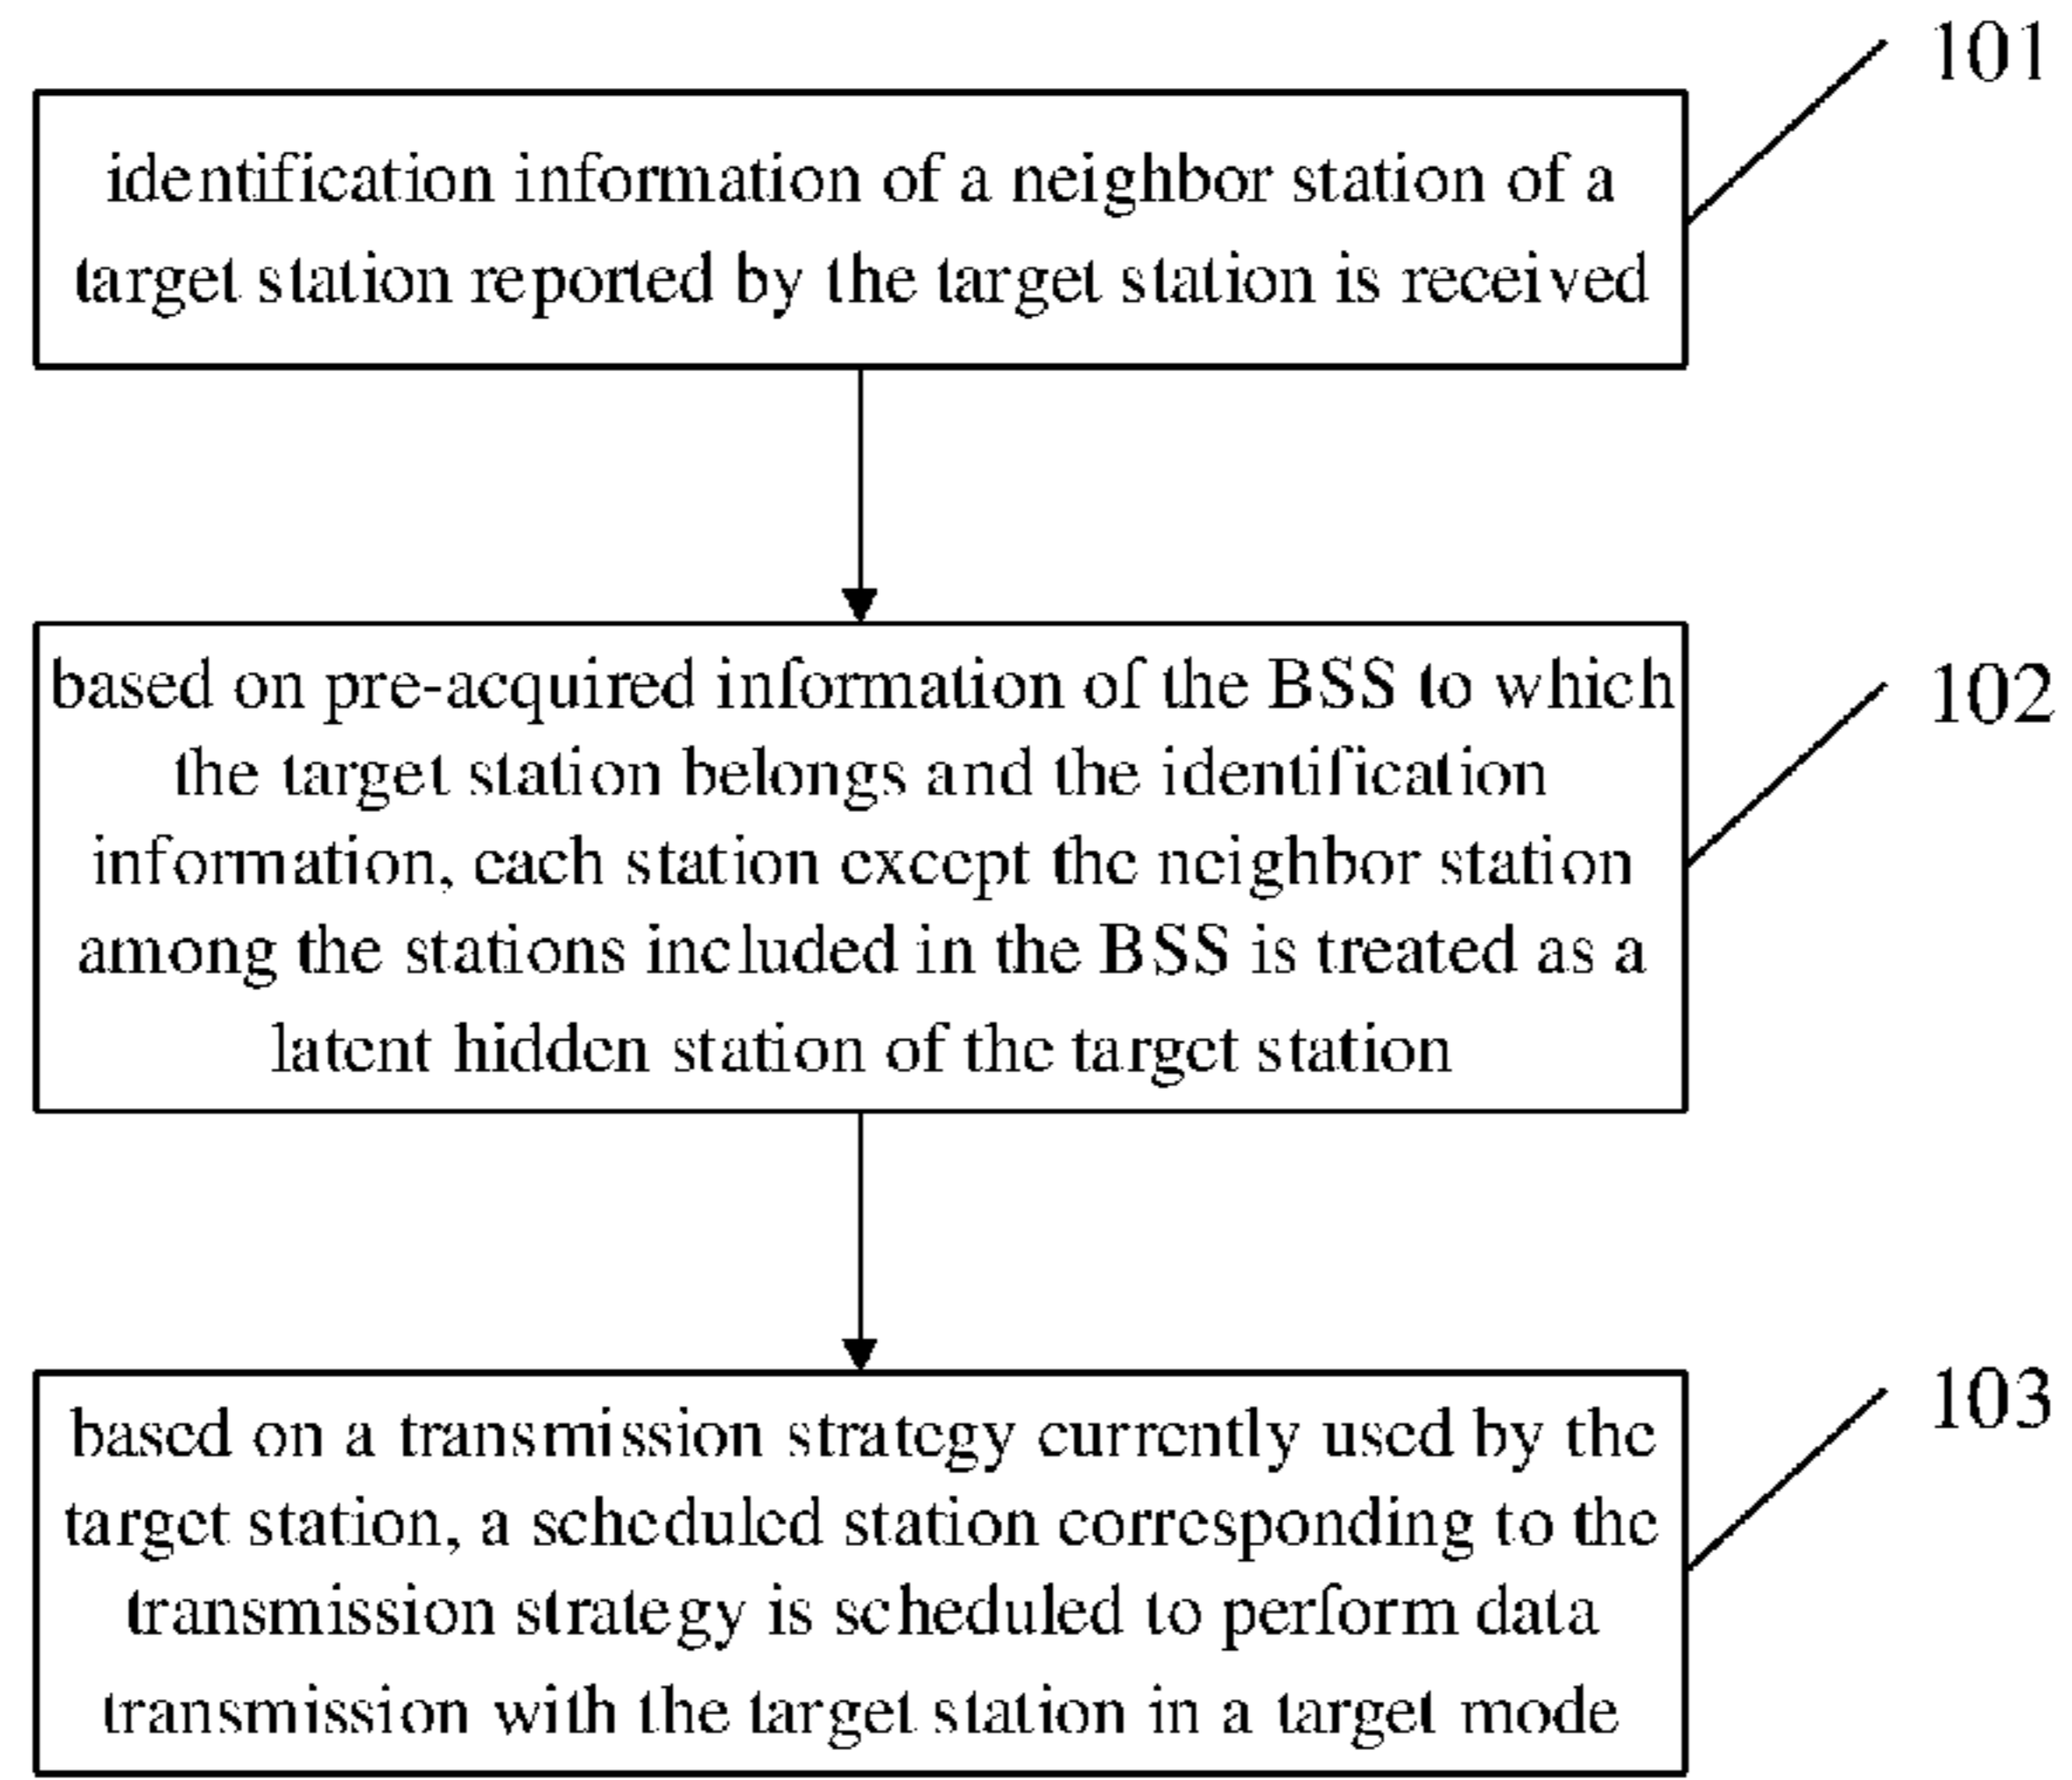 101
identification information of a neighbor station of a
target station reported by the target station is received
based on pre-acquired information of the BSS to which
the target station belongs and the identification
information, each station except the neighbor station
among the stations included in the BSS is treated as a
latent hidden station of the target station
102
based on a transmission strategy currently used by the
target station, a scheduled station corresponding to the
transmission strategy is scheduled to perform data
transmission with the target station in a target mode
103